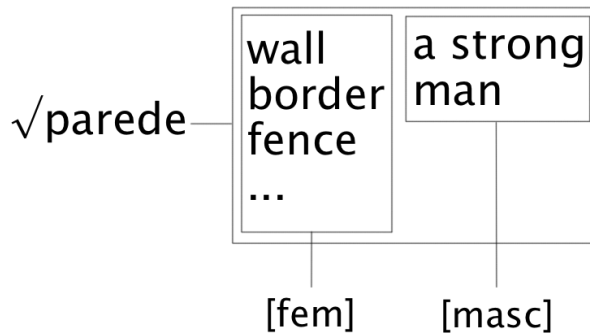 wall
border
fence
...
a strong
man
√parede
[fem]
[masc]